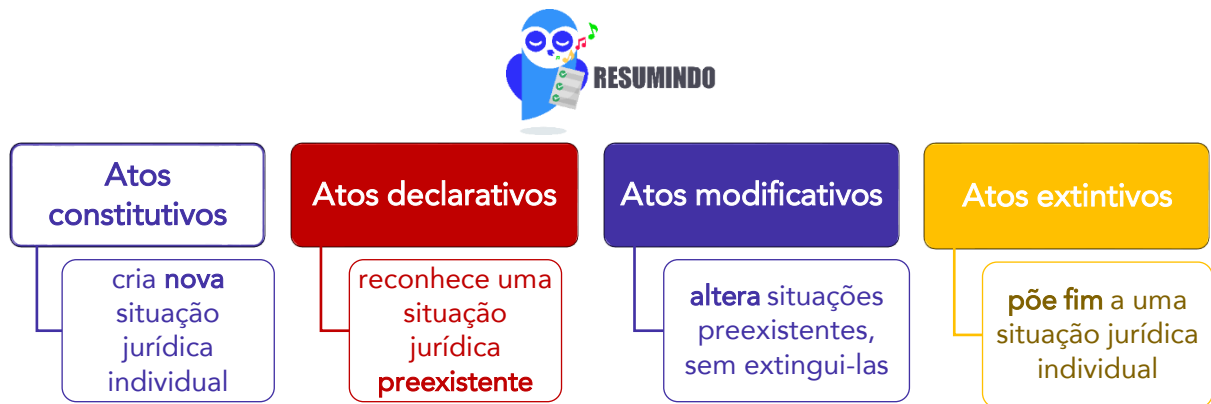 RESUMINDO
Atos
constitutivos
cria nova
situação
jurídica
individual
Atos declarativos
reconhece uma
situação
jurídica
preexistente
Atos modificativos
altera situações
preexistentes,
sem extingui-las
Atos extintivos
põe fim a uma
situação jurídica
individual